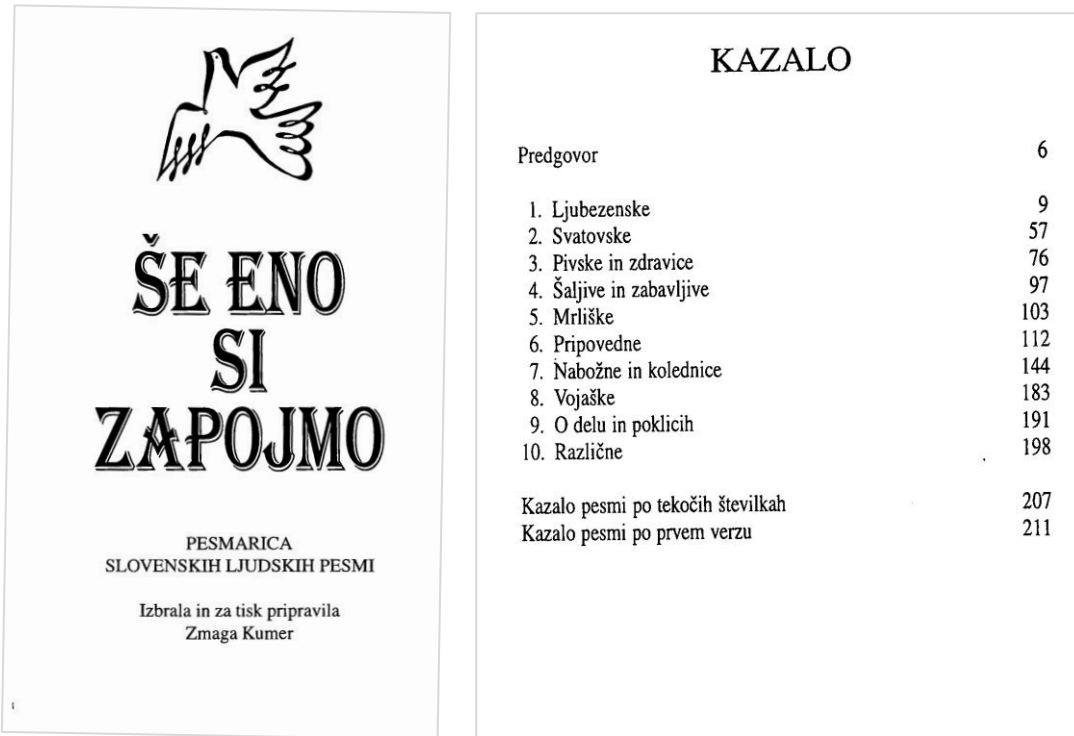 ŠE ENO
SI
ZAPOJMO
PESMARICA
SLOVENSKIH LJUDSKIH PESMI
Izbrala in za tisk pripravila
Zmaga Kumer
KAZALO
Predgovor 6
1. Ljubezenske 9
2. Svatovske 57
3. Pivske in zdravice 76
4. Šaljive in zabavljive 97
5. Mrliške 103
6. Pripovedne 112
7. Nabožne in kolednice 144
8. Vojaške 183
9. O delu in poklicih 191
10. Različne 198
Kazalo pesmi po tekočih številkah 207
Kazalo pesmi po prvem verzu 211